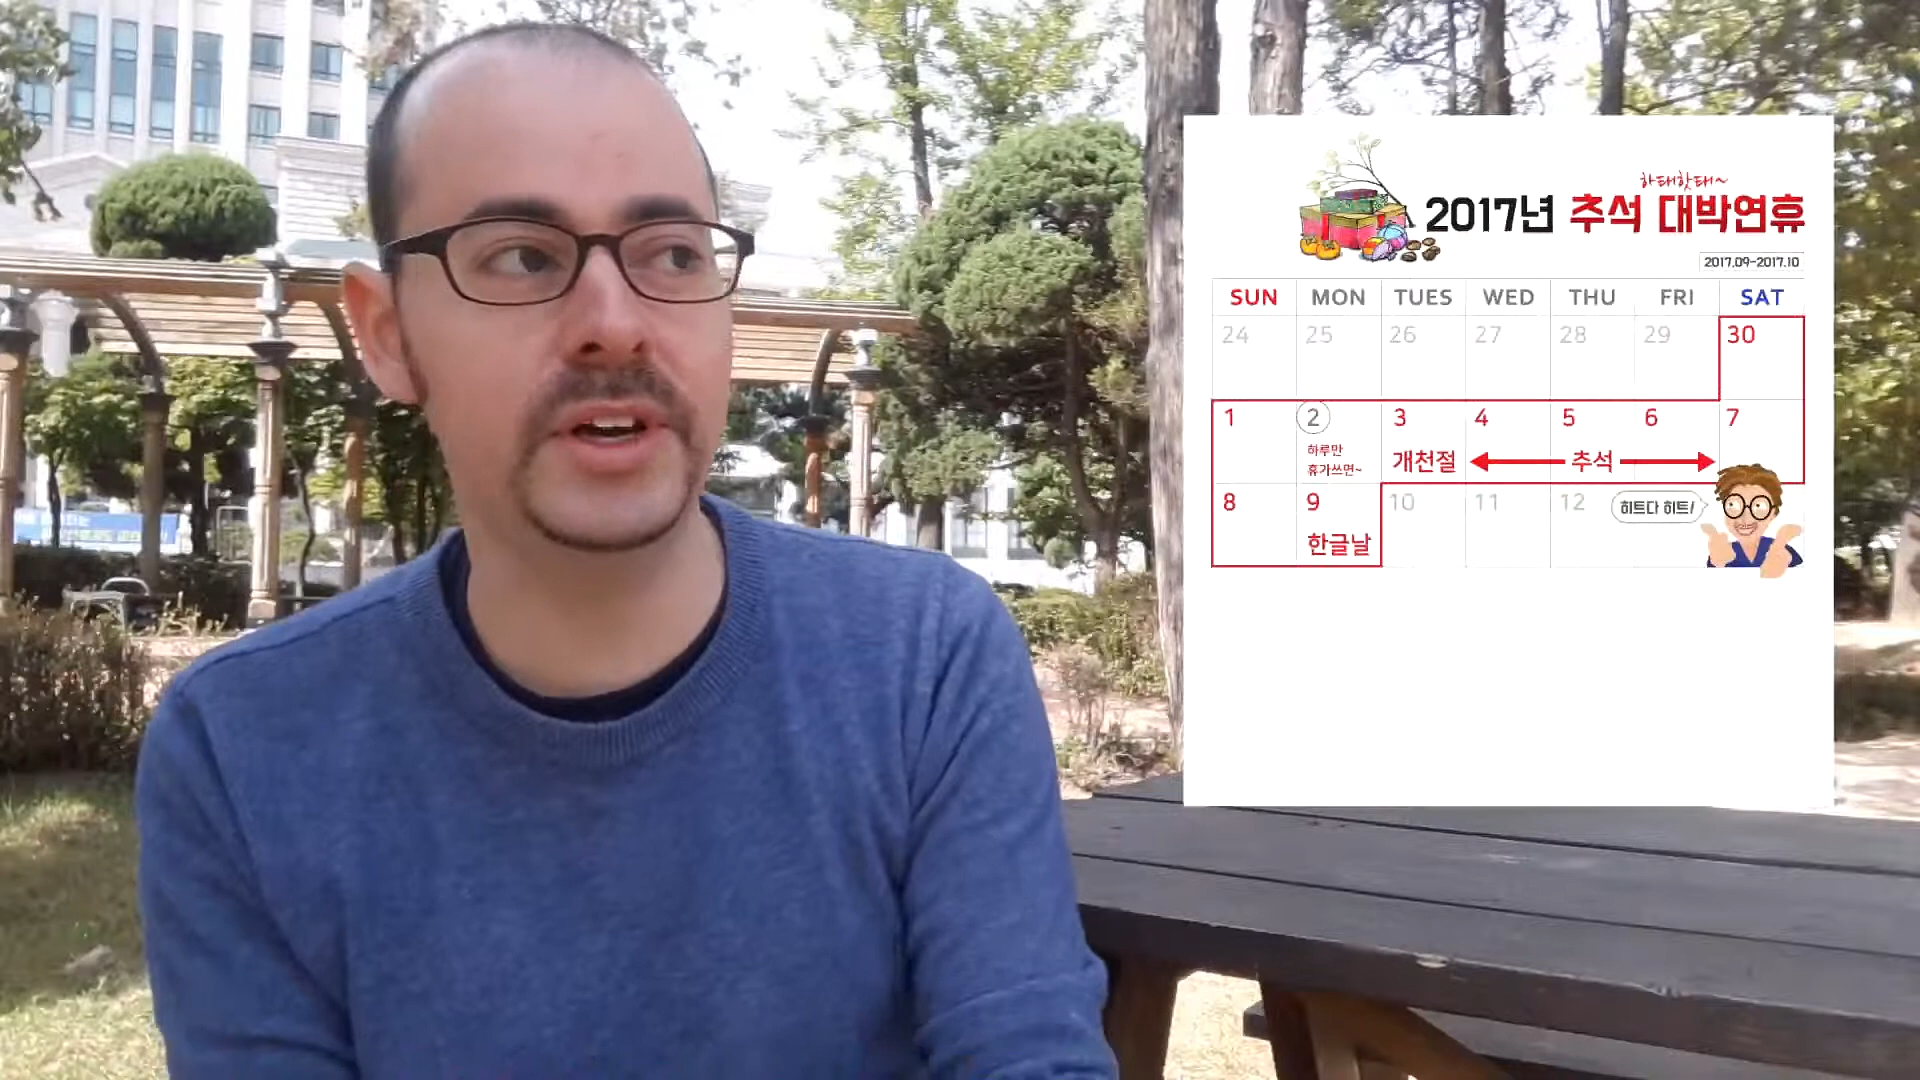 하태핫태~
2017년 추석 대박연휴
2017.09-2017.10
SUN MON TUES WED THU FRI SAT
24 25 26 27 28 29 30
1 2 3 4 5 6 7
하루만
휴가쓰면~
개천절 추석
8 9 10 11 12
히트다 히트!
한글날